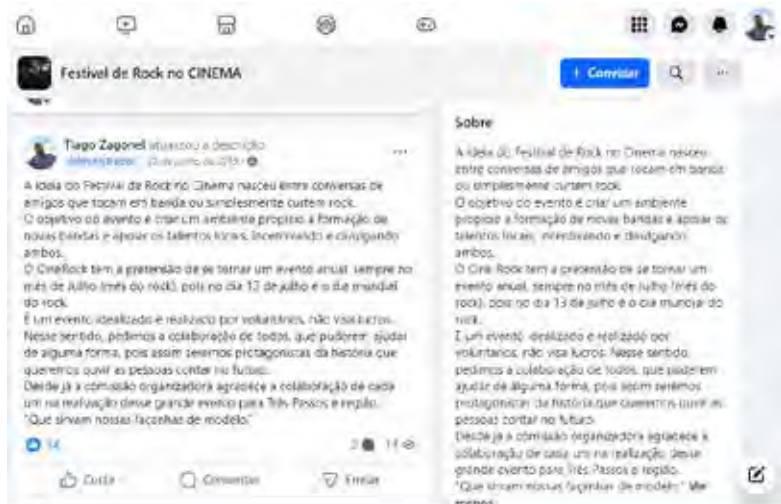 Festival de Rock no CINEMA
+ Convidar
Tiago Zagonel atualizou a descrição.
A ideia do Festival de Rock no Cinema nasceu entre conversas de
amigos que tocam em banda ou simplesmente curtem rock.
O objetivo do evento é criar um ambiente propício a formação de
novas bandas e apoiar os talentos locais, incentivando e divulgando
ambos.
O CineRock tem a pretensão de se tornar um evento anual, sempre no
mês de Julho (mês do rock), pois no dia 13 de julho é o dia mundial
do rock.
É um evento idealizado e realizado por voluntários, não visa lucros.
Nesse sentido, pedimos a colaboração de todos, que puderem ajudar
de alguma forma, pois assim seremos protagonistas da história que
queremos ouvir as pessoas contar no futuro.
Desde já a comissão organizadora agradece a colaboração de cada
um na realização desse grande evento para Três Passos e região.
"Que sirvam nossas façanhas de modelo."
14
2
14
Curtir
Comentar
Enviar
Sobre
A ideia do Festival de Rock no Cinema nasceu
entre conversas de amigos que tocam em banda
ou simplesmente curtem rock.
O objetivo do evento é criar um ambiente
propício a formação de novas bandas e apoiar os
talentos locais, incentivando e divulgando
ambos.
O Cine Rock tem a pretensão de se tornar um
evento anual, sempre no mês de Julho (mês do
rock), pois no dia 13 de julho é o dia mundial do
rock.
É um evento idealizado e realizado por
voluntários, não visa lucros. Nesse sentido,
pedimos a colaboração de todos, que puderem
ajudar de alguma forma, pois assim seremos
protagonistas da história que queremos ouvir as
pessoas contar no futuro.
Desde já a comissão organizadora agradece a
colaboração de cada um na realização desse
grande evento para Três Passos e região.
"Que sirvam nossas façanhas de modelo." Ver
menos